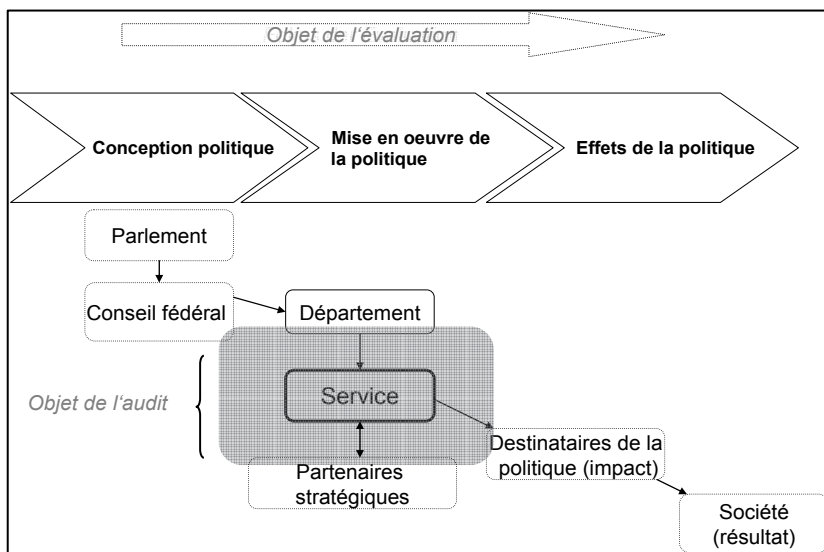 Objet de l‘évaluation
Conception politique
Mise en oeuvre de
la politique
Effets de la politique
Parlement
Conseil fédéral
Département
Objet de l‘audit
Service
Partenaires
stratégiques
Destinataires de la
politique (impact)
Société
(résultat)